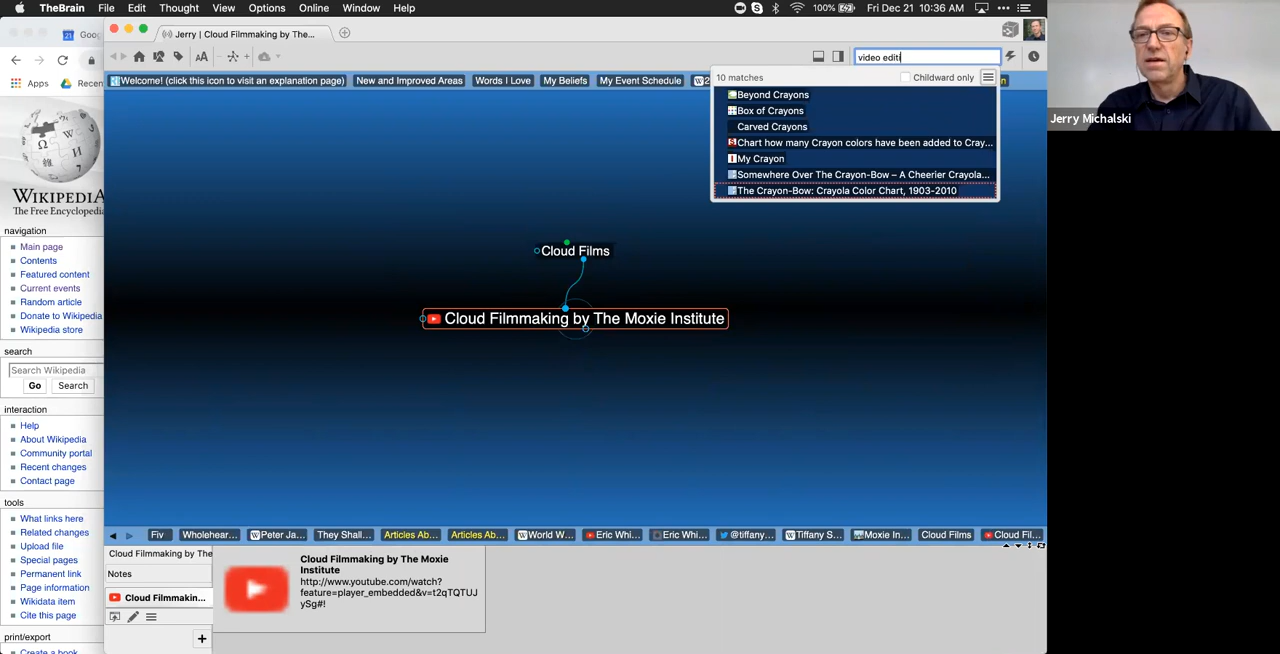 TheBrain File Edit Thought View Options Online Window Help
100% Fri Dec 21 10:36 AM
21 Goo
Jerry | Cloud Filmmaking by The...
AA
video editi
Apps Recen
Welcome! (click this icon to visit an explanation page) New and Improved Areas Words I Love My Beliefs My Event Schedule
10 matches Childward only
Beyond Crayons
Box of Crayons
Carved Crayons
Chart how many Crayon colors have been added to Cray...
My Crayon
Somewhere Over The Crayon-Bow – A Cheerier Crayola...
The Crayon-Bow: Crayola Color Chart, 1903-2010
Jerry Michalski
WIKIPEDIA
The Free Encyclopedia
navigation
Main page
Contents
Featured content
Current events
Random article
Donate to Wikipedia
Wikipedia store
search
Search Wikipedia
Go Search
interaction
Help
About Wikipedia
Community portal
Recent changes
Contact page
tools
What links here
Related changes
Upload file
Special pages
Permanent link
Page information
Wikidata item
Cite this page
print/export
Create a book
Cloud Films
Cloud Filmmaking by The Moxie Institute
Fiv Wholehear... Peter Ja... They Shall... Articles Ab... Articles Ab... World W... Eric Whi... Eric Whi... @tiffany... Tiffany S... Moxie In... Cloud Films Cloud Fil...
Cloud Filmmaking by The
Notes
Cloud Filmmakin...
Cloud Filmmaking by The Moxie
Institute
http://www.youtube.com/watch?
feature=player_embedded&v=t2qTQTUJ
ySg#!